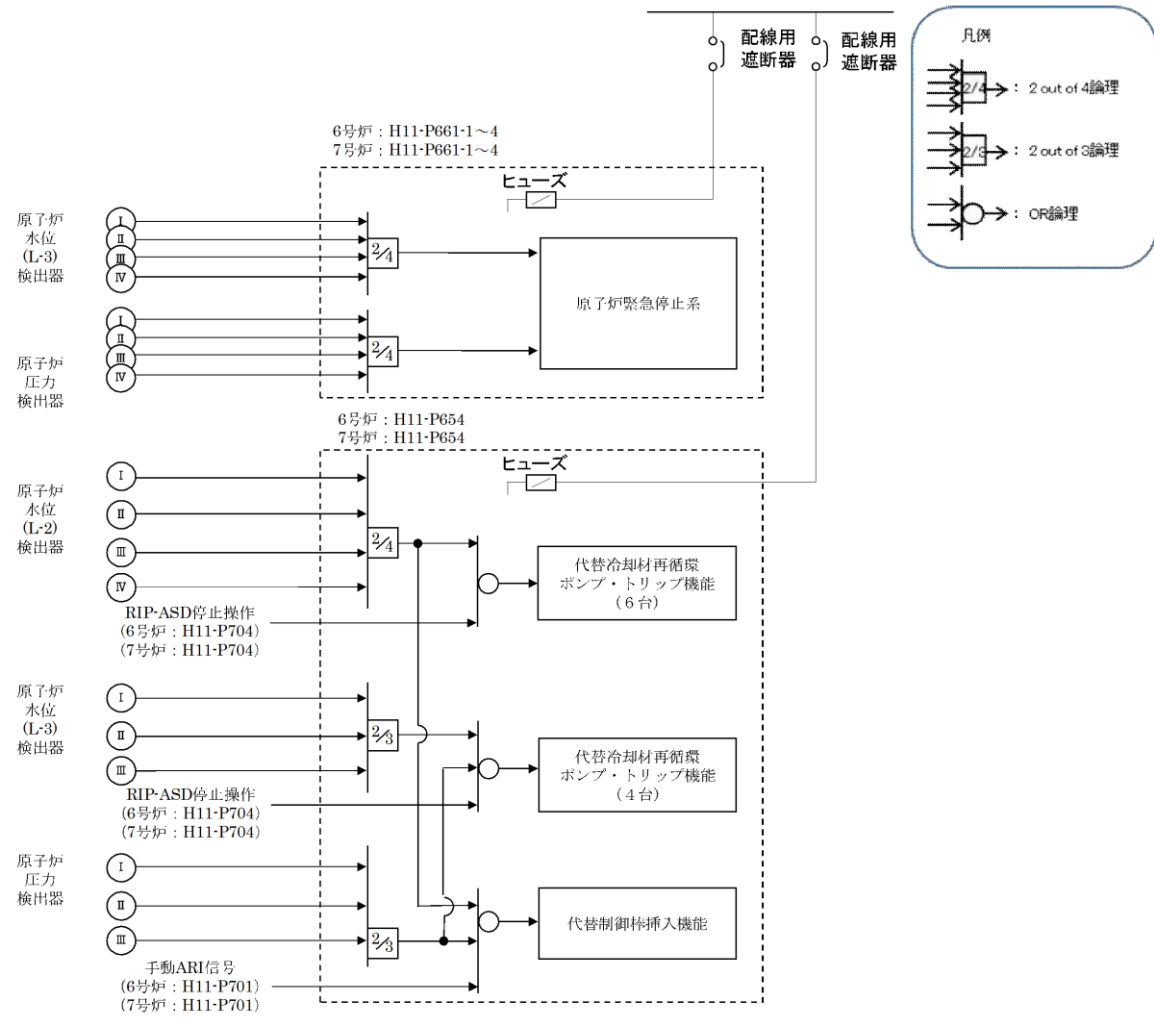 配線用
遮断器
配線用
遮断器
凡例
2/4 : 2 out of 4論理
2/3 : 2 out of 3論理
: OR論理
6号炉：H11-P661-1～4
7号炉：H11-P661-1～4
ヒューズ
原子炉
水位
(L-3)
検出器
I
II
III
IV
2/4
原子炉緊急停止系
原子炉
圧力
検出器
I
II
III
IV
2/4
6号炉：H11-P654
7号炉：H11-P654
ヒューズ
原子炉
水位
(L-2)
検出器
I
II
III
IV
2/4
代替冷却材再循環
ポンプ・トリップ機能
（6台）
RIP-ASD停止操作
(6号炉：H11-P704)
(7号炉：H11-P704)
原子炉
水位
(L-3)
検出器
I
II
III
2/3
代替冷却材再循環
ポンプ・トリップ機能
（4台）
RIP-ASD停止操作
(6号炉：H11-P704)
(7号炉：H11-P704)
原子炉
圧力
検出器
I
II
III
2/3
代替制御棒挿入機能
手動ARI信号
(6号炉：H11-P701)
(7号炉：H11-P701)